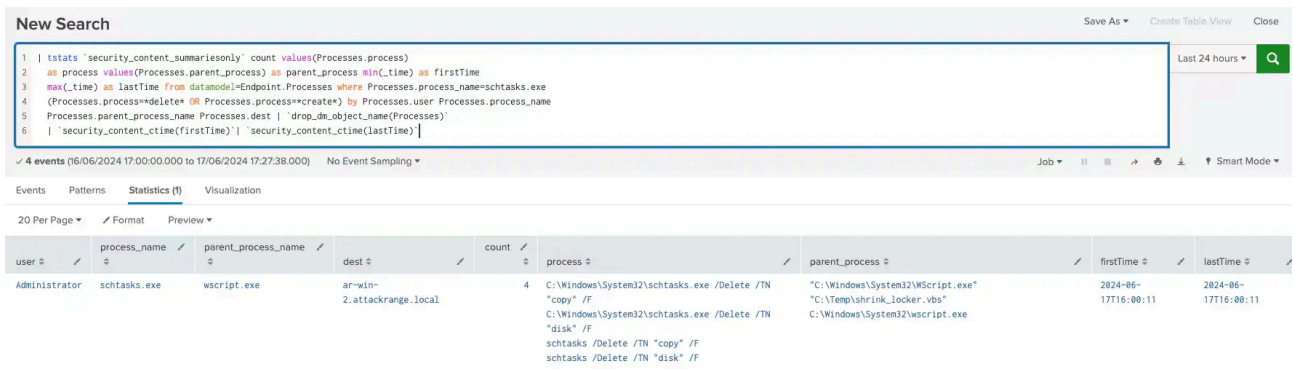 New Search
Save As ▾ Create Table View Close
1 | tstats `security_content_summariesonly` count values(Processes.process)
2 as process values(Processes.parent_process) as parent_process min(_time) as firstTime
3 max(_time) as lastTime from datamodel=Endpoint.Processes where Processes.process_name=schtasks.exe
4 (Processes.process=*delete* OR Processes.process=*create*) by Processes.user Processes.process_name
5 Processes.parent_process_name Processes.dest | `drop_dm_object_name(Processes)`
6 | `security_content_ctime(firstTime)`| `security_content_ctime(lastTime)`
Last 24 hours ▾
✓ 4 events (16/06/2024 17:00:00.000 to 17/06/2024 17:27:38.000) No Event Sampling ▾
Job ▾ Smart Mode ▾
Events Patterns Statistics (1) Visualization
20 Per Page ▾ Format Preview ▾
user process_name parent_process_name dest count process parent_process firstTime lastTime
Administrator schtasks.exe wscript.exe ar-win- 4 C:\Windows\System32\schtasks.exe /Delete /TN "C:\Windows\System32\WScript.exe" 2024-06- 2024-06-
2.attackrange.local "copy" /F "C:\Temp\shrink_locker.vbs" 17T16:00:11 17T16:00:11
C:\Windows\System32\schtasks.exe /Delete /TN C:\Windows\System32\wscript.exe
"disk" /F
schtasks /Delete /TN "copy" /F
schtasks /Delete /TN "disk" /F